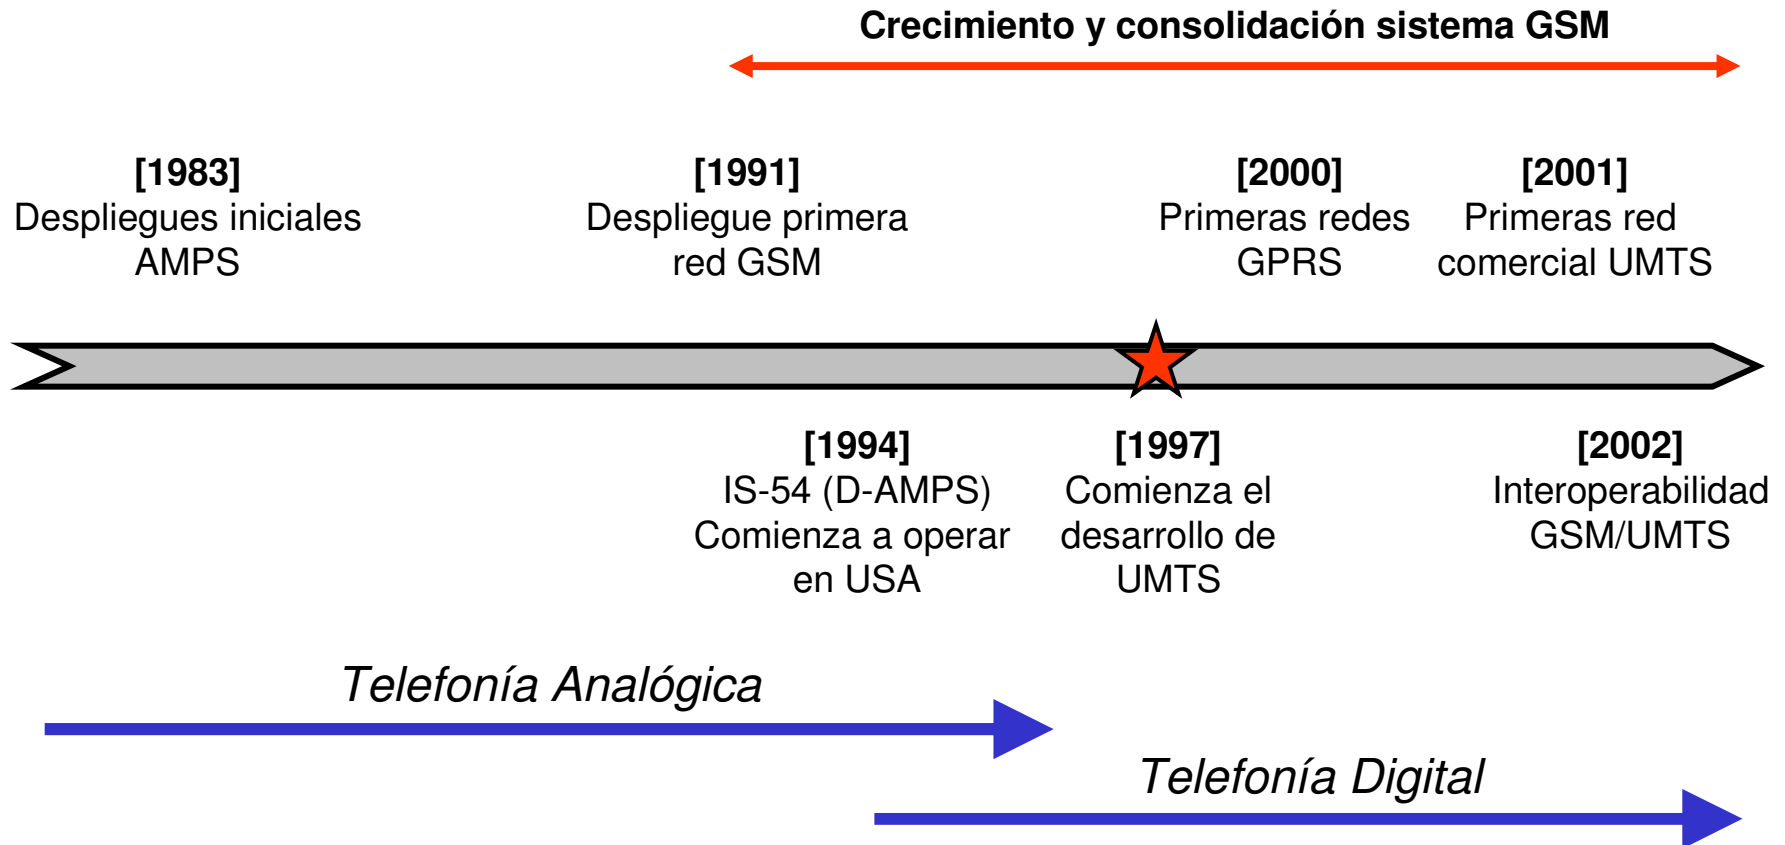 Crecimiento y consolidación sistema GSM
[1983]
Despliegues iniciales
AMPS
[1991]
Despliegue primera
red GSM
[2000]
Primeras redes
GPRS
[2001]
Primeras red
comercial UMTS
[1994]
IS-54 (D-AMPS)
Comienza a operar
en USA
[1997]
Comienza el
desarrollo de
UMTS
[2002]
Interoperabilidad
GSM/UMTS
Telefonía Analógica
Telefonía Digital